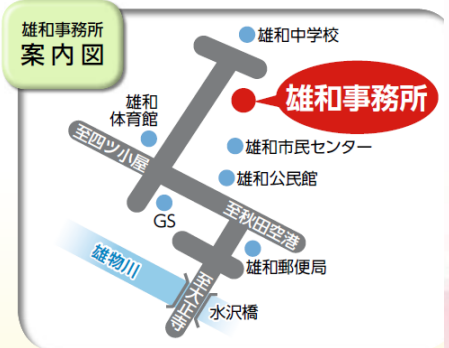 雄和事務所
案内図
雄和中学校
雄和事務所
雄和
体育館
至四ツ小屋
雄和市民センター
雄和公民館
GS
至秋田空港
雄物川
雄和郵便局
至大正寺
水沢橋